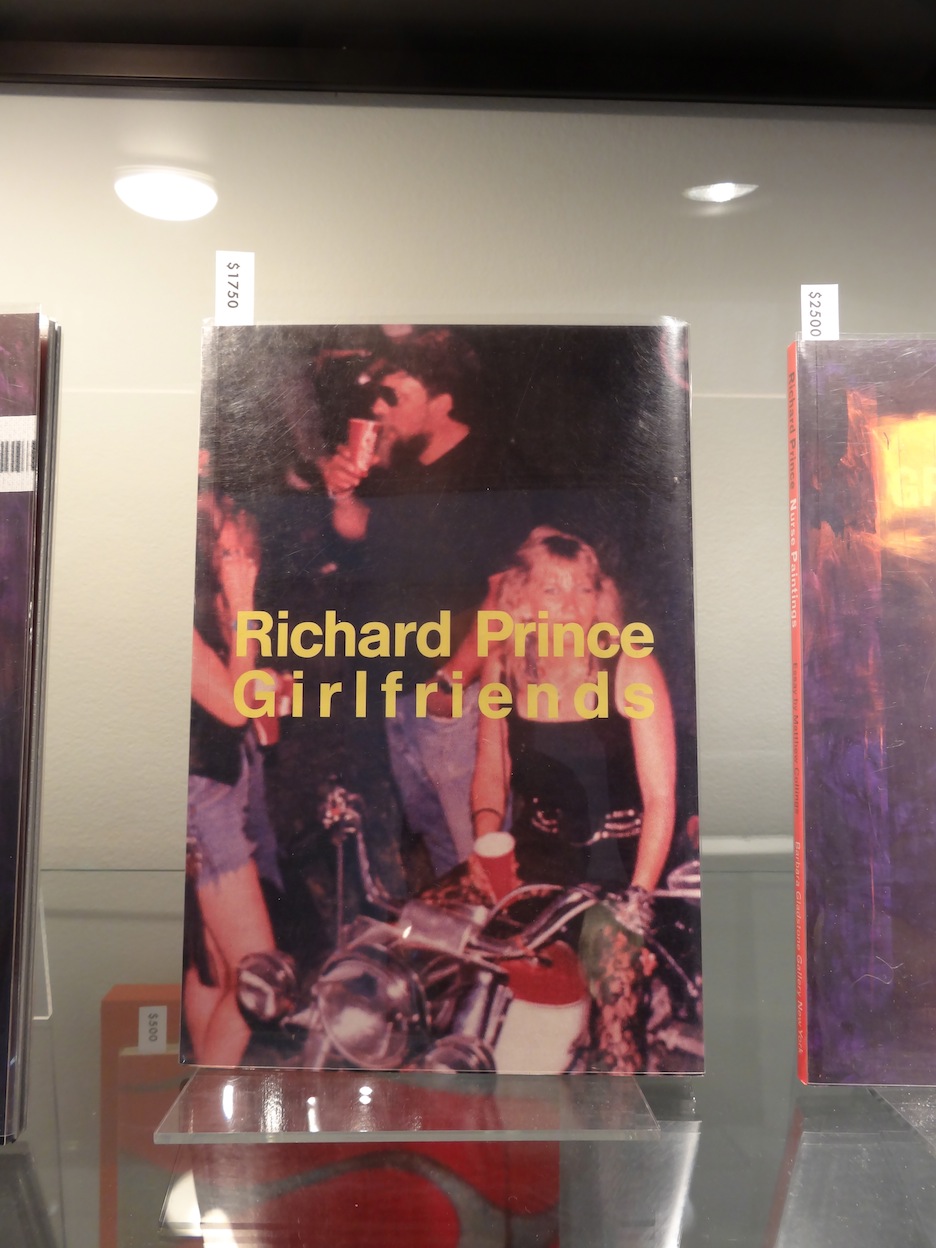 $1750
$2500
Richard Prince
Girlfriends
Richard Prince Nurse Paintings
Barbara Gladstone Gallery New York
$500